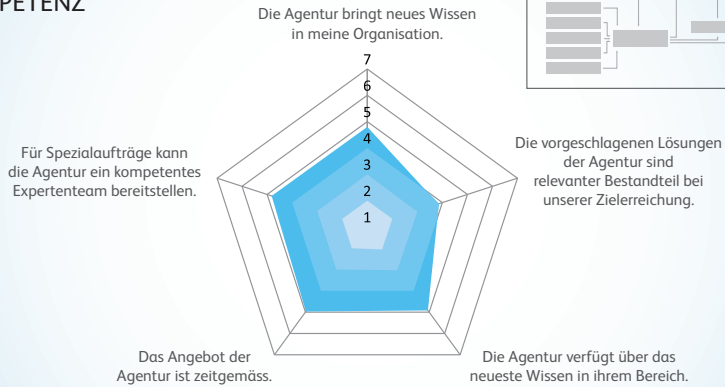 PETENZ
Die Agentur bringt neues Wissen
in meine Organisation.
7
6
5
4
3
2
1
Für Spezialaufträge kann
die Agentur ein kompetentes
Expertenteam bereitstellen.
Die vorgeschlagenen Lösungen
der Agentur sind
relevanter Bestandteil bei
unserer Zielerreichung.
Das Angebot der
Agentur ist zeitgemäss.
Die Agentur verfügt über das
neueste Wissen in ihrem Bereich.